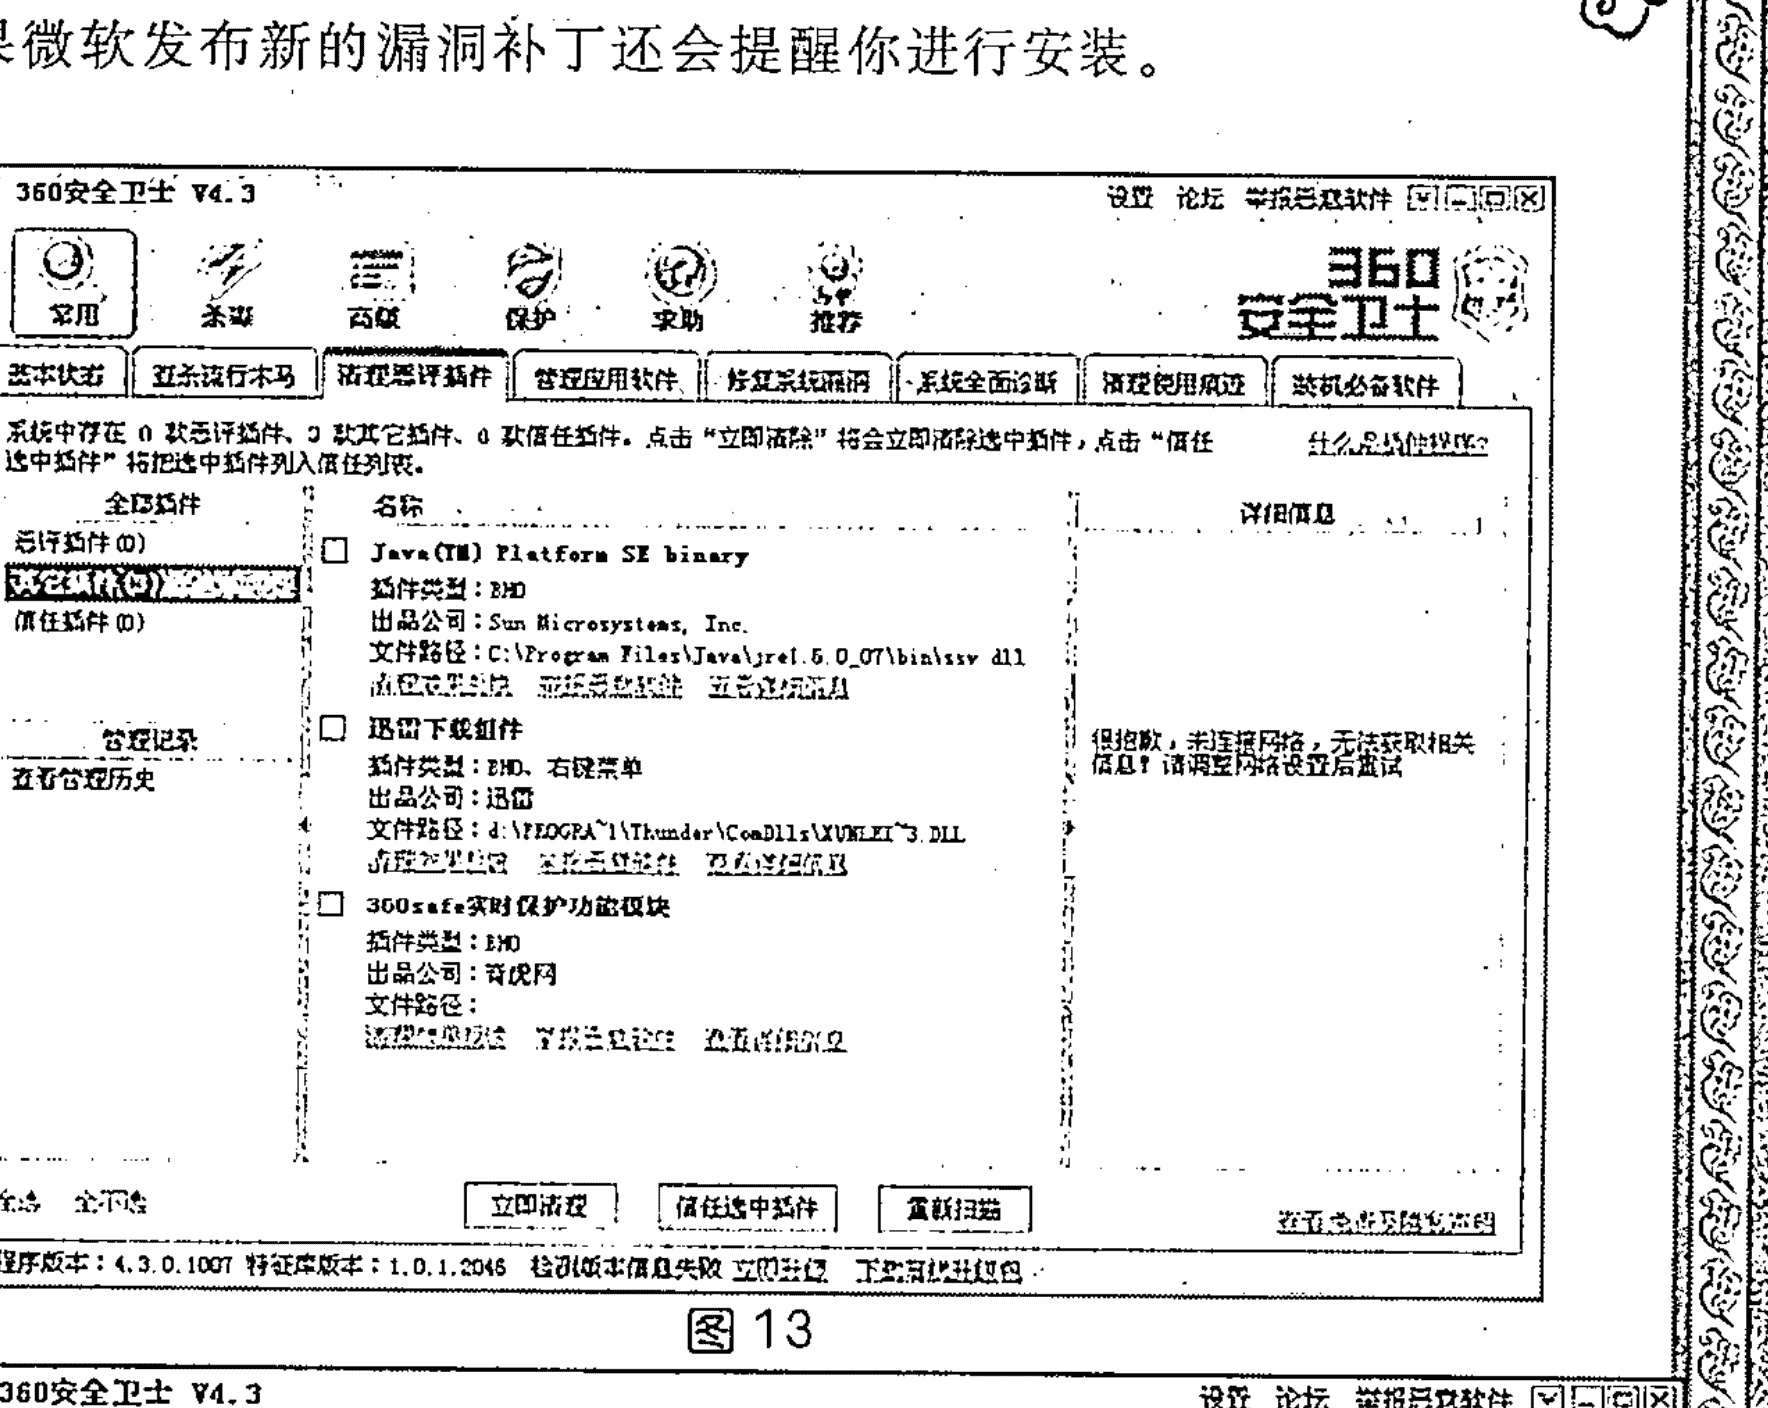 微软发布新的漏洞补丁还会提醒你进行安装。
360安全卫士 V4.3
设置 论坛 举报恶意软件
常用 杀毒 高级 保护 求助 推荐
360
安全卫士
基本状态 查杀流行木马 清理恶评插件 管理应用软件 修复系统漏洞 系统全面诊断 清理使用痕迹 装机必备软件
系统中存在 0 款恶评插件、3 款其它插件、0 款信任插件。点击“立即清除”将会立即清除选中插件，点击“信任
选中插件”将把选中插件列入信任列表。
全部插件 名称 详细信息
恶评插件(0)
其它插件(3)
信任插件(0)
管理记录
查看管理历史
Java(TM) Platform SE binary
插件类型：BHO
出品公司：Sun Microsystems, Inc.
文件路径：C:\Program Files\Java\jre1.5.0_07\bin\ssv.dll
迅雷下载组件
插件类型：BHO、右键菜单
出品公司：迅雷
文件路径：d:\PROGRA~1\Thunder\ComDlls\XUNLEI~3.DLL
360safe实时保护功能模块
插件类型：BHO
出品公司：奇虎网
文件路径：
很抱歉，未连接网络，无法获取相关
信息！请调整网络设置后重试
全选 全不选 立即清理 信任选中插件 重新扫描
程序版本：4.3.0.1007 特征库版本：1.0.1.2046 检测版本信息失败 立即升级
图 13
360安全卫士 V4.3
设置 论坛 举报恶意软件